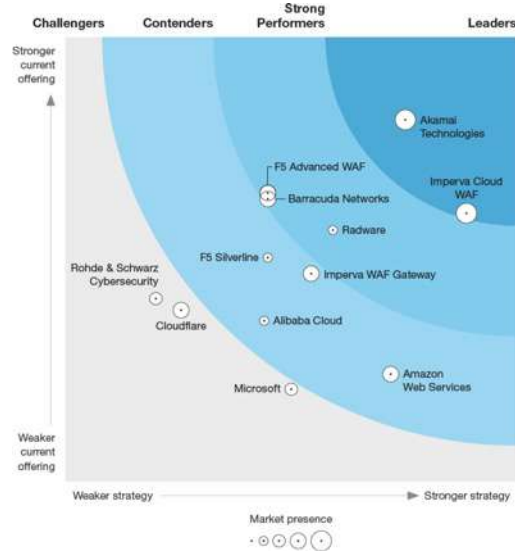 Challengers
Contenders
Strong
Performers
Leaders
Stronger
current
offering
Akamai
Technologies
F5 Advanced WAF
Imperva Cloud
WAF
Barracuda Networks
Radware
F5 Silverline
Rohde & Schwarz
Cybersecurity
Imperva WAF Gateway
Cloudflare
Alibaba Cloud
Amazon
Web Services
Microsoft
Weaker
current
offering
Weaker strategy
Stronger strategy
Market presence